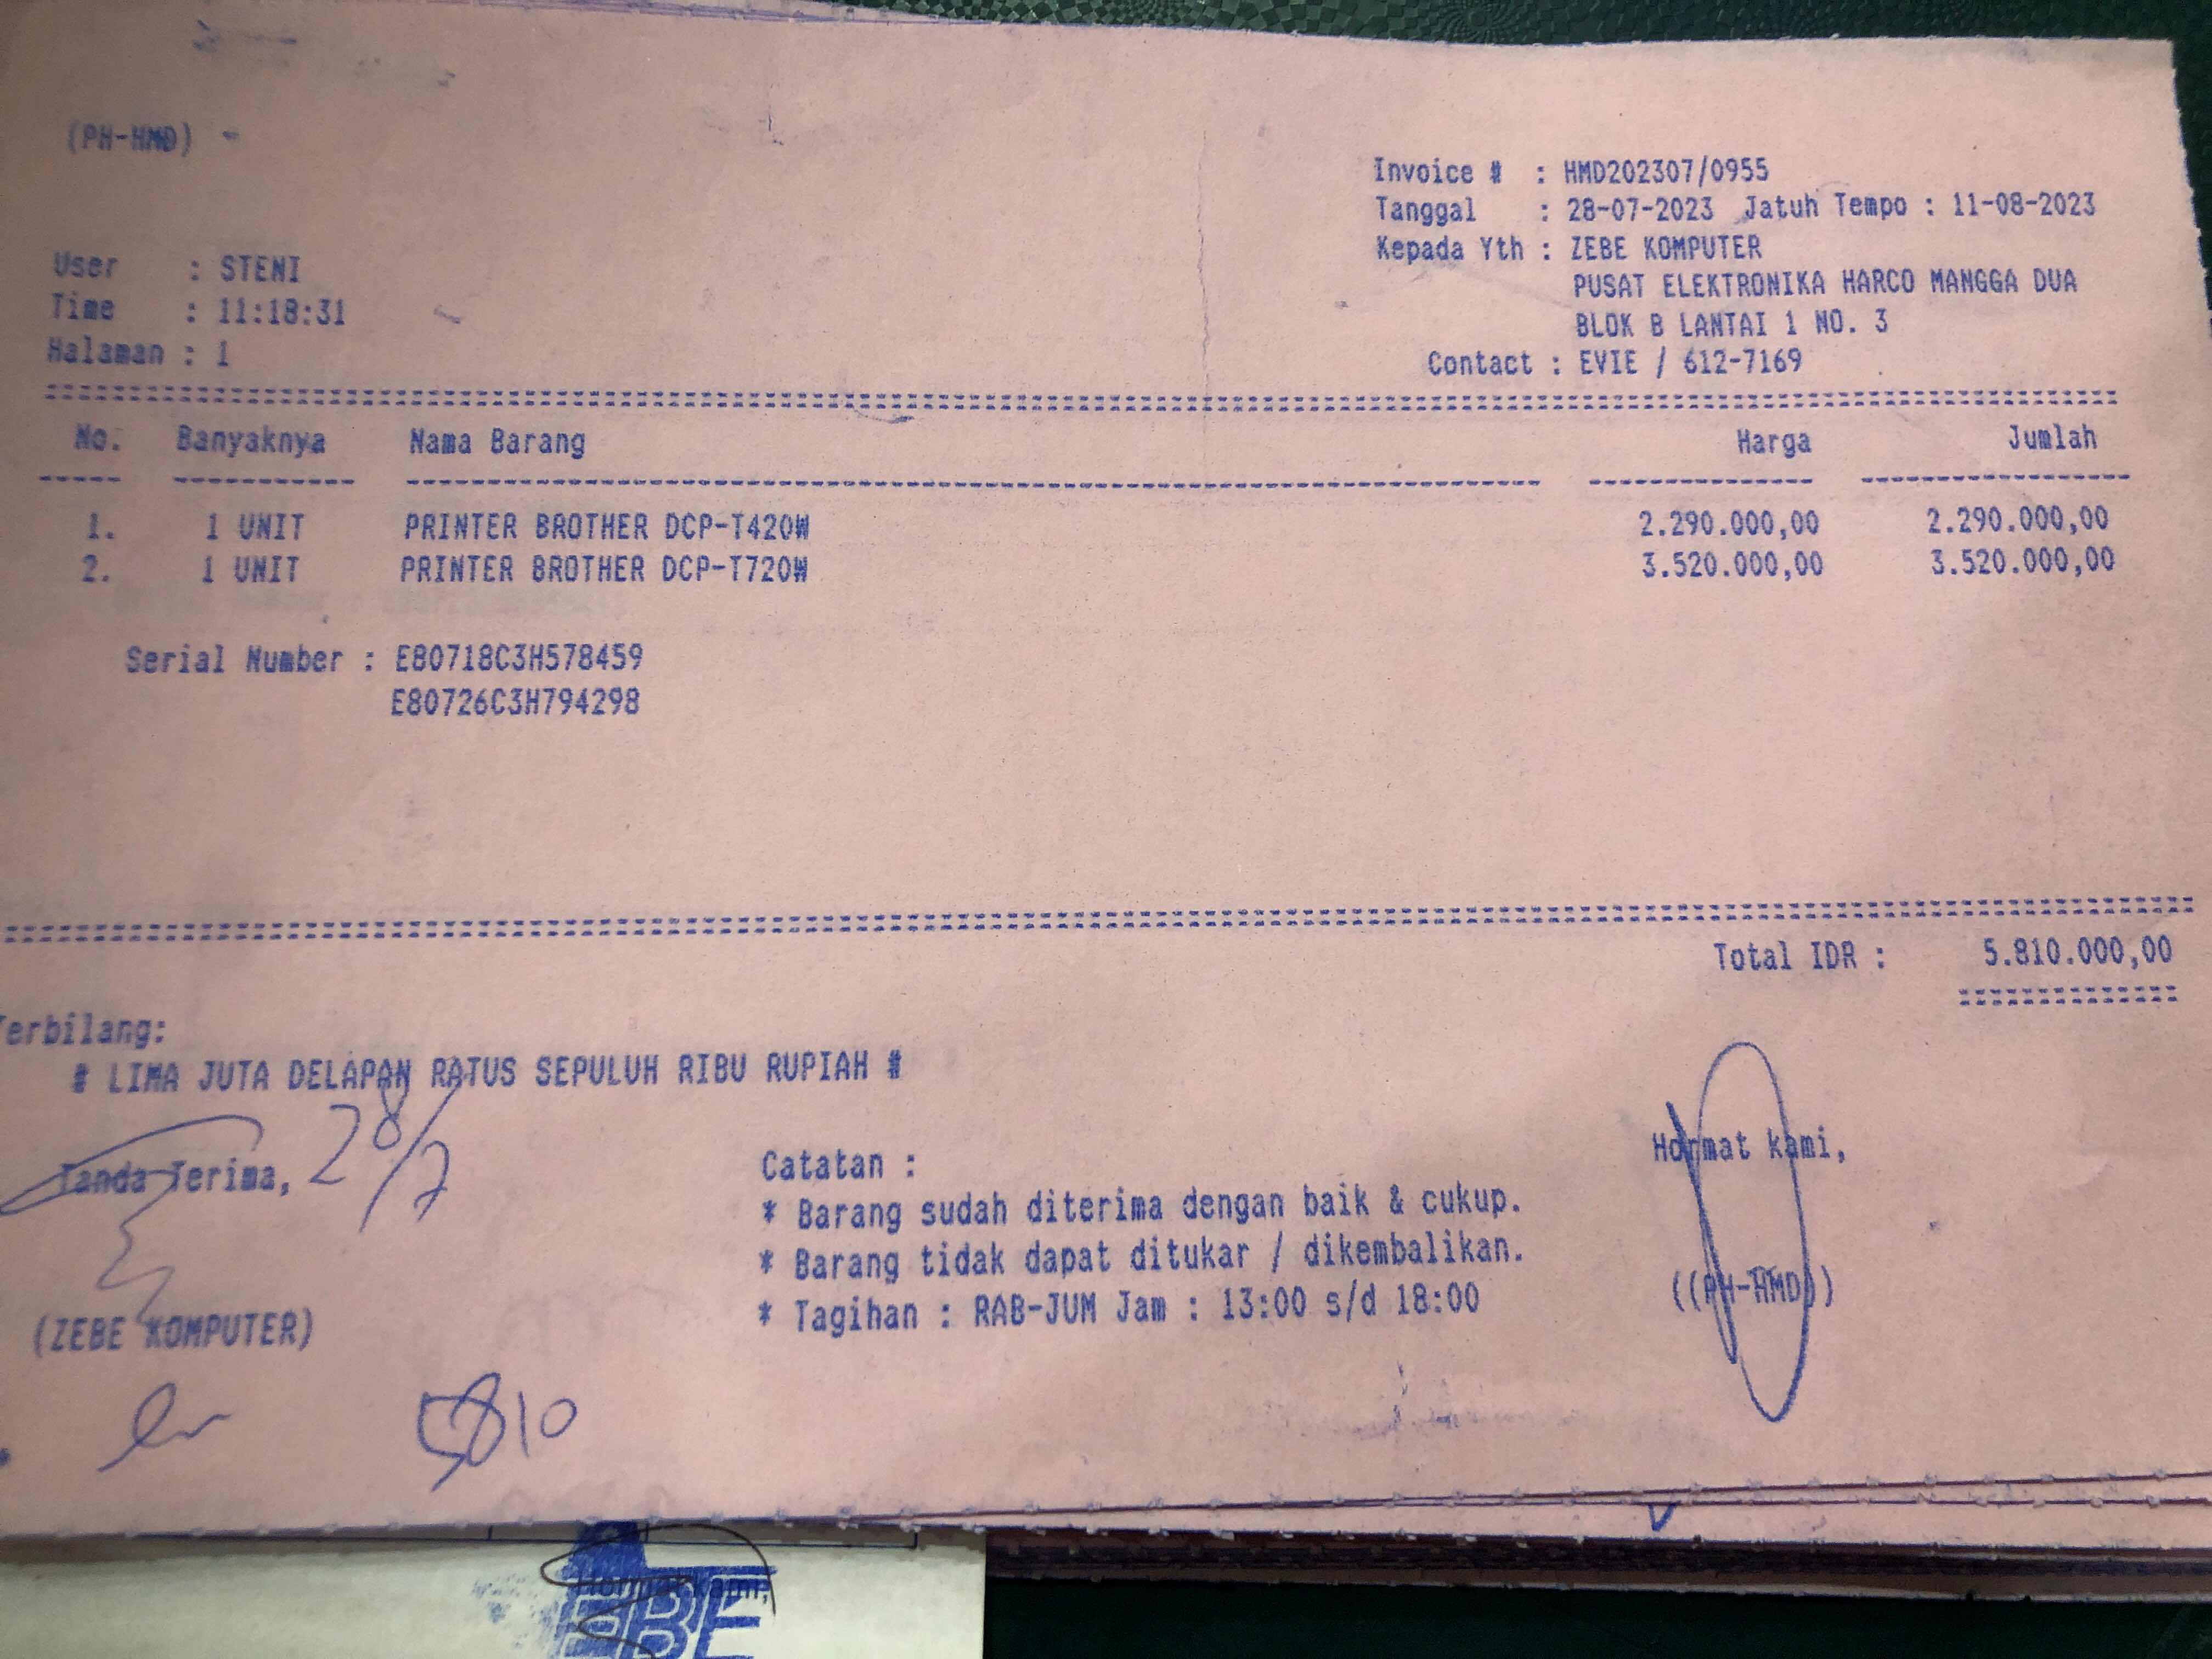 (PH-HMD)
Invoice # : HMD202307/0955
Tanggal : 28-07-2023 Jatuh Tempo : 11-08-2023
Kepada Yth : ZEBE KOMPUTER
PUSAT ELEKTRONIKA HARCO MANGGA DUA
BLOK B LANTAI 1 NO. 3
Contact : EVIE / 612-7169
User : STENI
Time : 11:18:31
Halaman : 1
No. Banyaknya Nama Barang Harga Jumlah
1. 1 UNIT PRINTER BROTHER DCP-T420W 2.290.000,00 2.290.000,00
2. 1 UNIT PRINTER BROTHER DCP-T720W 3.520.000,00 3.520.000,00
Serial Number : E80718C3H578459
E80726C3H794298
Total IDR : 5.810.000,00
Terbilang:
# LIMA JUTA DELAPAN RATUS SEPULUH RIBU RUPIAH #
Tanda Terima, 28/7
(ZEBE KOMPUTER)
5810
Catatan :
* Barang sudah diterima dengan baik & cukup.
* Barang tidak dapat ditukar / dikembalikan.
* Tagihan : RAB-JUM Jam : 13:00 s/d 18:00
Hormat kami,
((PH-HMD))
Hormat kami,
EBE